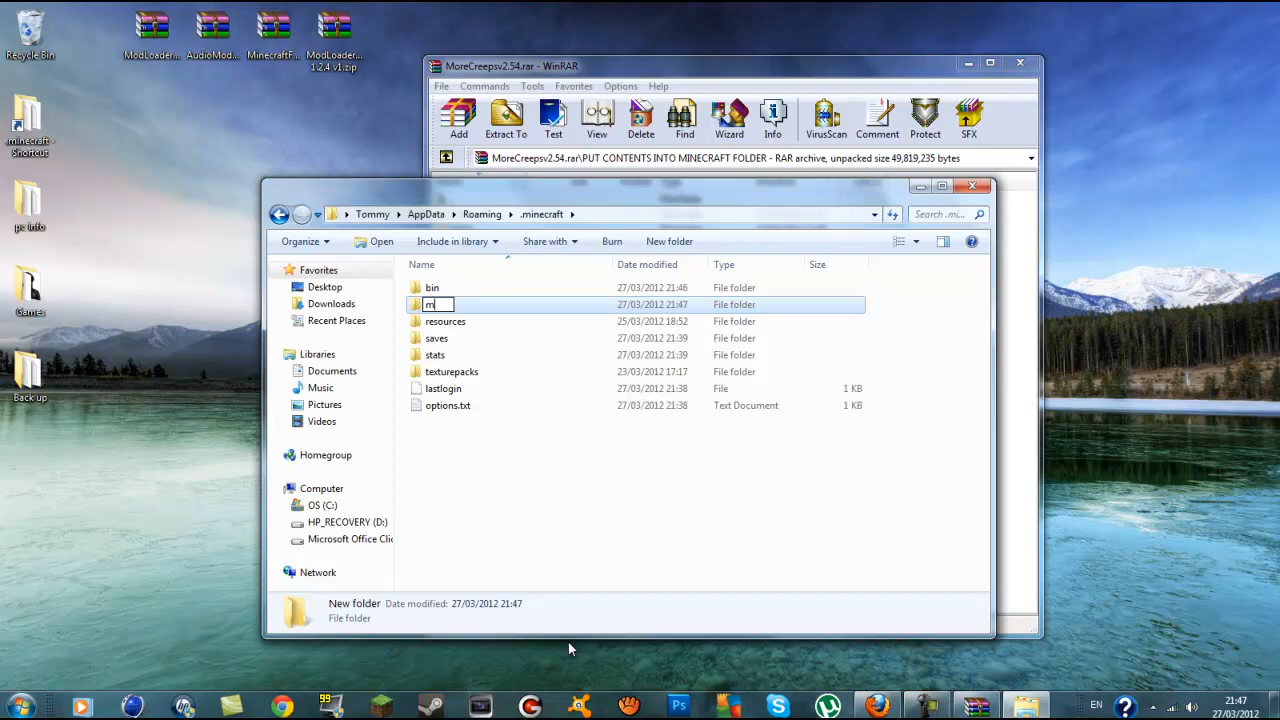 Recycle Bin
ModLoader...
AudioMod...
MinecraftF...
ModLoader...
1.2.4 v1.zip
.minecraft -
Shortcut
pc info
Games
Back up
MoreCreepsv2.54.rar - WinRAR
File Commands Tools Favorites Options Help
Add Extract To Test View Delete Find Wizard Info VirusScan Comment Protect SFX
MoreCreepsv2.54.rar\PUT CONTENTS INTO MINECRAFT FOLDER - RAR archive, unpacked size 49,819,235 bytes
Tommy AppData Roaming .minecraft
Search .mi...
Organize Open Include in library Share with Burn New folder
Favorites
Desktop
Downloads
Recent Places
Libraries
Documents
Music
Pictures
Videos
Homegroup
Computer
OS (C:)
HP_RECOVERY (D:)
Microsoft Office Clic
Network
Name Date modified Type Size
bin 27/03/2012 21:46 File folder
m 27/03/2012 21:47 File folder
resources 25/03/2012 18:52 File folder
saves 27/03/2012 21:39 File folder
stats 27/03/2012 21:39 File folder
texturepacks 23/03/2012 17:17 File folder
lastlogin 27/03/2012 21:38 File 1 KB
options.txt 27/03/2012 21:38 Text Document 1 KB
New folder Date modified: 27/03/2012 21:47
File folder
99
Ps
EN
21:47
27/03/2012